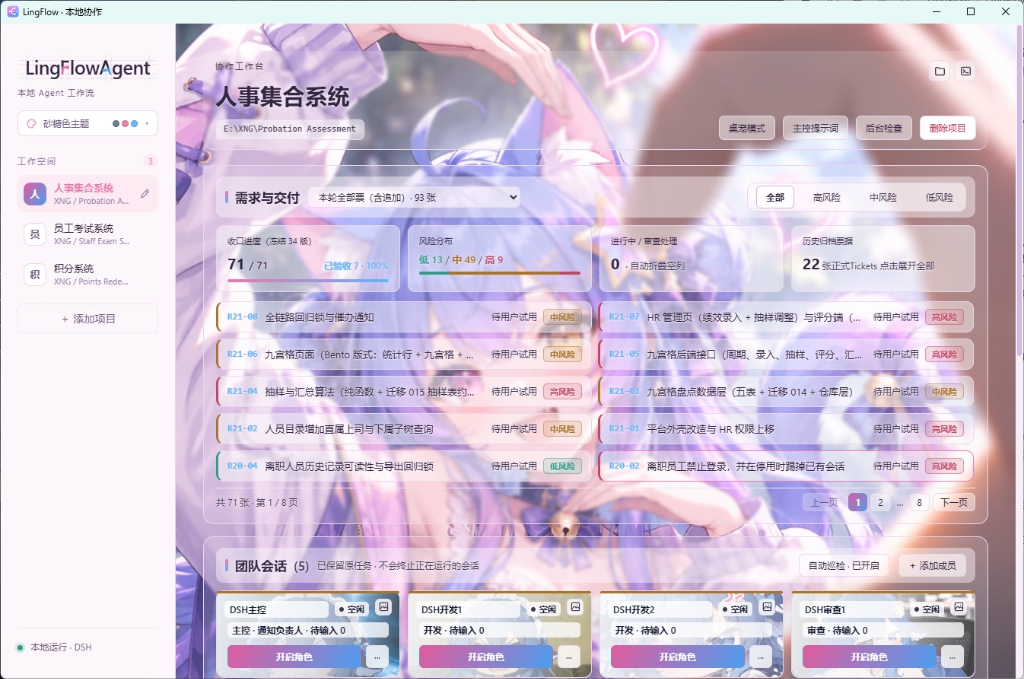 LingFlow · 本地协作
LingFlowAgent
本地 Agent 工作流
砂糖色主题
工作空间 3
人 人事集合系统
XNG / Probation A...
员 员工考试系统
XNG / Staff Exam S...
积 积分系统
XNG / Points Rede...
+ 添加项目
本地运行 · DSH
协作工作台
人事集合系统
E:\XNG\Probation Assessment
桌宠模式 主控提示词 后台检查 删除项目
需求与交付 本轮全部票（含追加） · 93 张
全部 高风险 中风险 低风险
收口进度（冻结 34 版）
71 / 71 已验收 7 · 100%
风险分布
低 13 / 中 49 / 高 9
进行中 / 审查处理
0 · 自动折叠空列
历史归档票据
22 张正式Tickets 点击展开全部
R21-08 全链路回归锁与催办通知 待用户试用 中风险
R21-07 HR 管理页（绩效录入 + 抽样调整）与评分端（... 待用户试用 高风险
R21-06 九宫格页面（Bento 版式：统计行 + 九宫格 + ... 待用户试用 中风险
R21-05 九宫格后端接口（周期、录入、抽样、评分、汇... 待用户试用 高风险
R21-04 抽样与汇总算法（纯函数 + 迁移 015 抽样表约... 待用户试用 高风险
R21-03 九宫格盘点数据层（五表 + 迁移 014 + 仓库层） 待用户试用 中风险
R21-02 人员目录增加直属上司与下属子树查询 待用户试用 中风险
R21-01 平台外壳改造与 HR 权限上移 待用户试用 高风险
R20-04 离职人员历史记录可读性与导出回归锁 待用户试用 低风险
R20-02 离职员工禁止登录，并在停用时踢掉已有会话 待用户试用 高风险
共 71 张 · 第 1 / 8 页
上一页 1 2 ... 8 下一页
团队会话（5） 已保留原任务 · 不会终止正在运行的会话
自动巡检 · 已开启 + 添加成员
DSH主控 空闲
主控 · 通知负责人 · 待输入 0
开启角色 ...
DSH开发1 空闲
开发 · 待输入 0
开启角色 ...
DSH开发2 空闲
开发 · 待输入 0
开启角色 ...
DSH审查1 空闲
审查 · 待输入 0
开启角色 ...